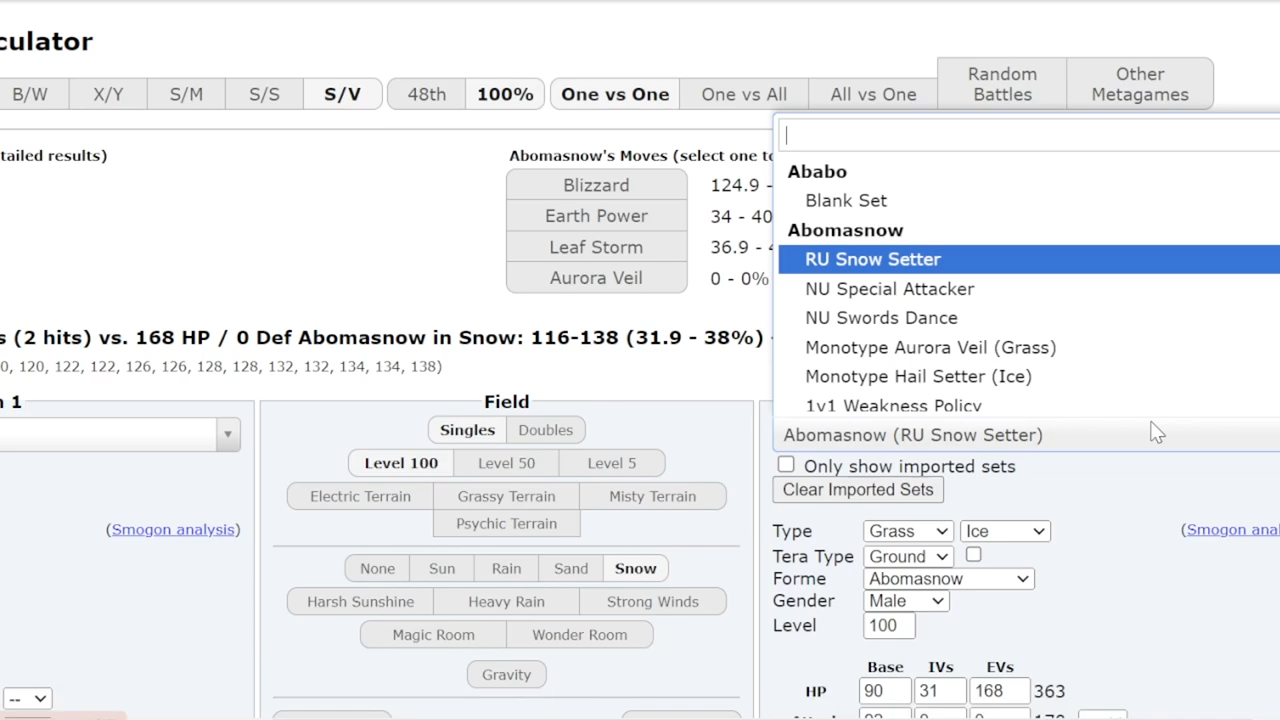 culator
B/W X/Y S/M S/S S/V 48th 100% One vs One One vs All All vs One Random Battles Other Metagames
tailed results)
Abomasnow's Moves (select one to
Blizzard 124.9 -
Earth Power 34 - 40
Leaf Storm 36.9 -
Aurora Veil 0 - 0%
Ababo
Blank Set
Abomasnow
RU Snow Setter
NU Special Attacker
NU Swords Dance
Monotype Aurora Veil (Grass)
Monotype Hail Setter (Ice)
1v1 Weakness Policy
Abomasnow (RU Snow Setter)
s (2 hits) vs. 168 HP / 0 Def Abomasnow in Snow: 116-138 (31.9 - 38%) -
0, 120, 122, 122, 126, 126, 128, 128, 132, 132, 134, 134, 138)
n 1
(Smogon analysis)
--
Field
Singles Doubles
Level 100 Level 50 Level 5
Electric Terrain Grassy Terrain Misty Terrain
Psychic Terrain
None Sun Rain Sand Snow
Harsh Sunshine Heavy Rain Strong Winds
Magic Room Wonder Room
Gravity
Only show imported sets
Clear Imported Sets
Type Grass Ice (Smogon anal
Tera Type Ground
Forme Abomasnow
Gender Male
Level 100
Base IVs EVs
HP 90 31 168 363